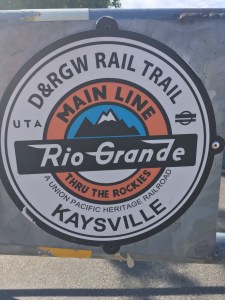 D&RGW RAIL TRAIL
MAIN LINE
UTA
Rio Grande
THRU THE ROCKIES
A UNION PACIFIC HERITAGE RAILROAD
KAYSVILLE